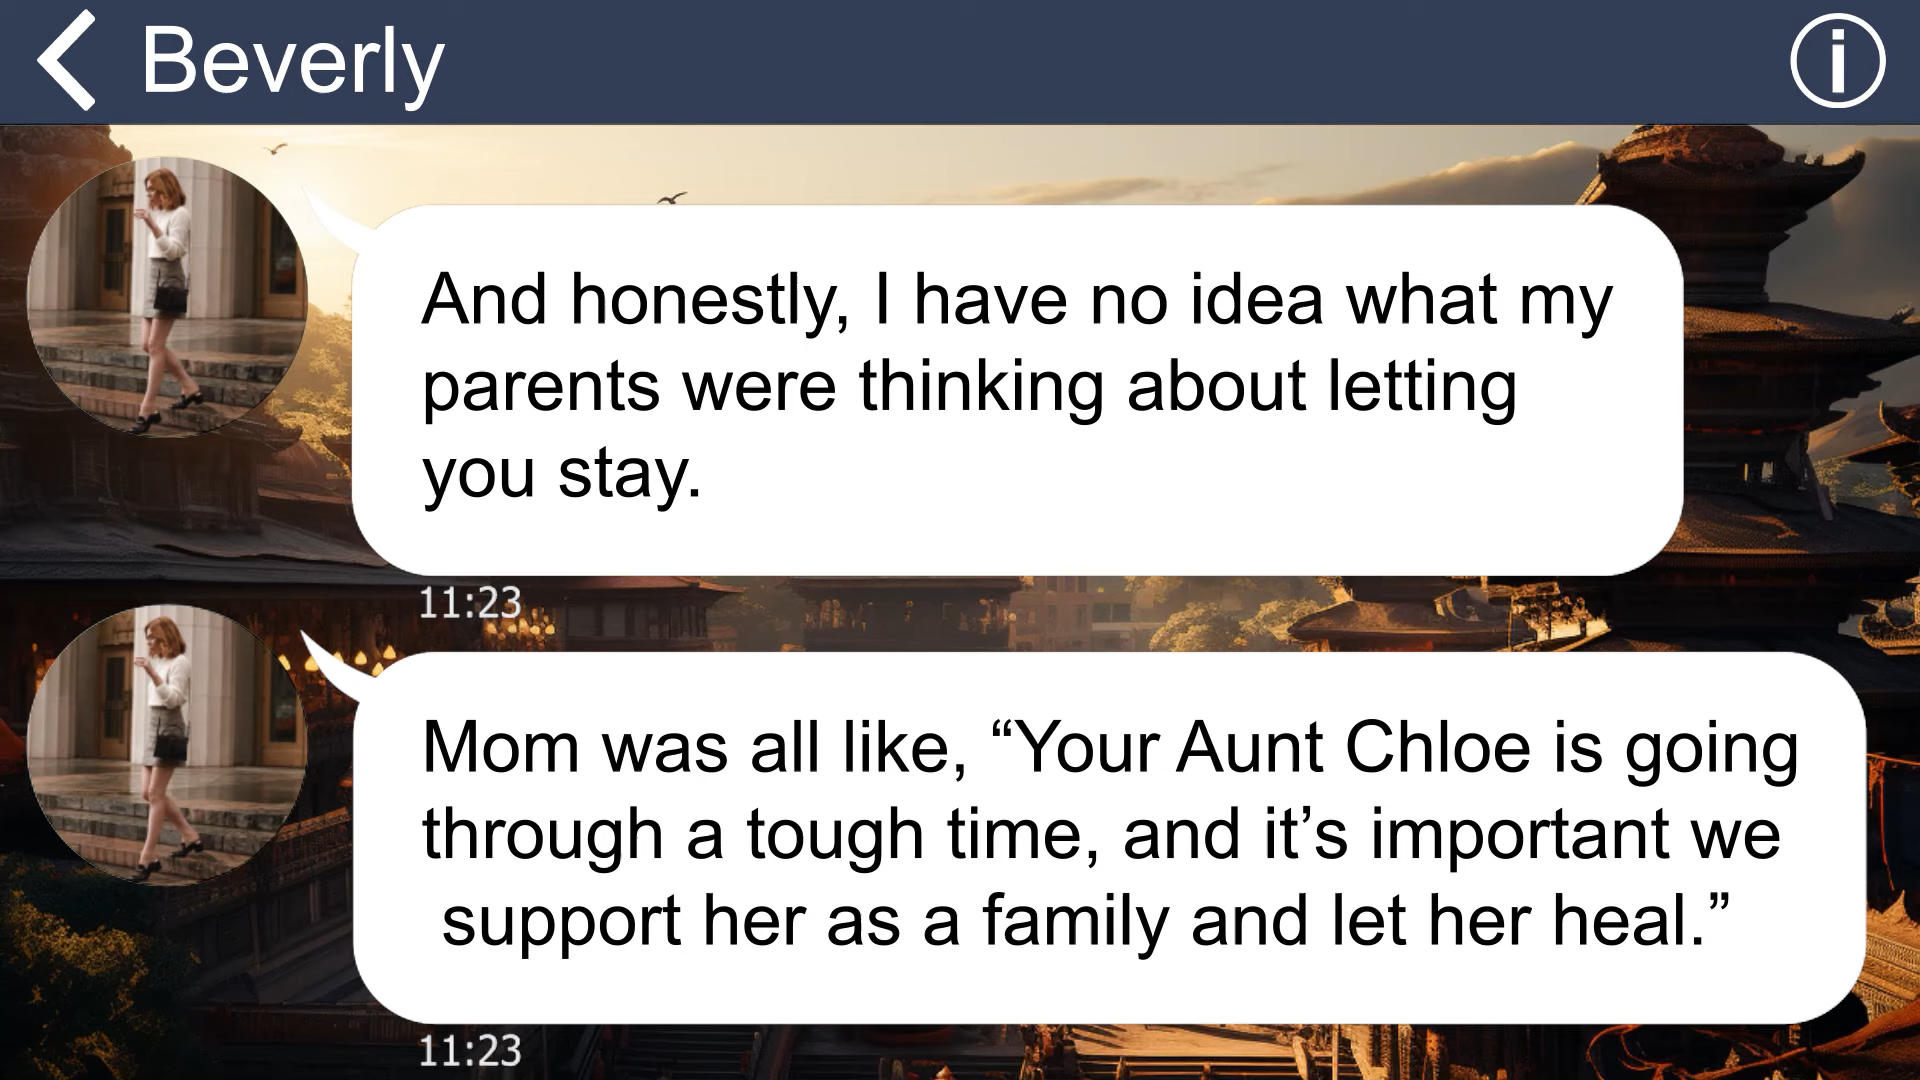 Beverly
And honestly, I have no idea what my
parents were thinking about letting
you stay.
11:23
Mom was all like, “Your Aunt Chloe is going
through a tough time, and it’s important we
support her as a family and let her heal.”
11:23